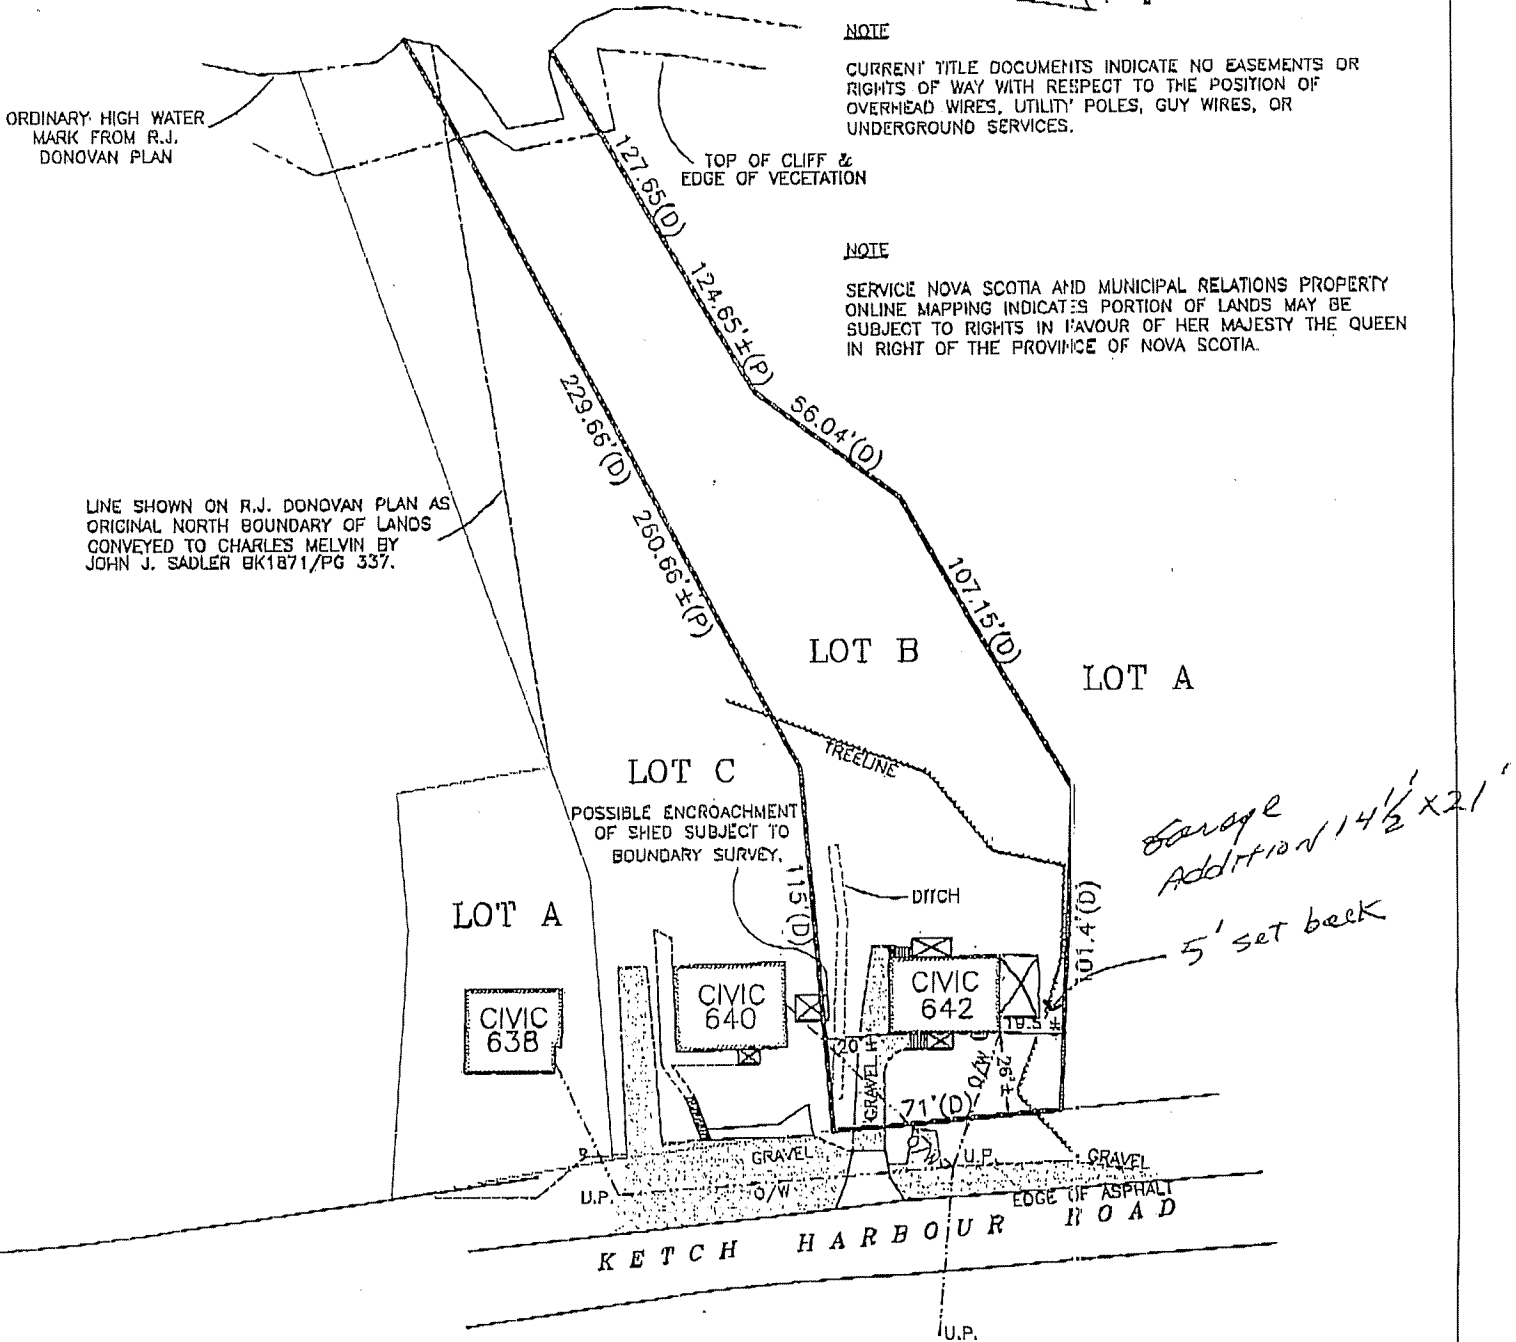 NOTE
CURRENT TITLE DOCUMENTS INDICATE NO EASEMENTS OR
RIGHTS OF WAY WITH RESPECT TO THE POSITION OF
OVERHEAD WIRES, UTILITY POLES, GUY WIRES, OR
UNDERGROUND SERVICES.
ORDINARY HIGH WATER
MARK FROM R.J.
DONOVAN PLAN
TOP OF CLIFF &
EDGE OF VEGETATION
127.65(D)
124.65'±(P)
NOTE
SERVICE NOVA SCOTIA AND MUNICIPAL RELATIONS PROPERTY
ONLINE MAPPING INDICATES PORTION OF LANDS MAY BE
SUBJECT TO RIGHTS IN FAVOUR OF HER MAJESTY THE QUEEN
IN RIGHT OF THE PROVINCE OF NOVA SCOTIA.
229.66'(D)
260.66'±(P)
56.04'(D)
107.15'(D)
LINE SHOWN ON R.J. DONOVAN PLAN AS
ORIGINAL NORTH BOUNDARY OF LANDS
CONVEYED TO CHARLES MELVIN BY
JOHN J. SADLER BK1871/PG 337.
LOT B
LOT A
TREELINE
LOT C
POSSIBLE ENCROACHMENT
OF SHED SUBJECT TO
BOUNDARY SURVEY.
115'(D)
DITCH
Garage
Addition 14½' x 21'
101.4'(D)
5' set back
LOT A
CIVIC
638
CIVIC
640
CIVIC
642
19.5'±
20'±
GRAVEL
O/W
26'±
71'(D)
GRAVEL
U.P.
O/W
U.P.
GRAVEL
EDGE OF ASPHALT
KETCH HARBOUR ROAD
U.P.